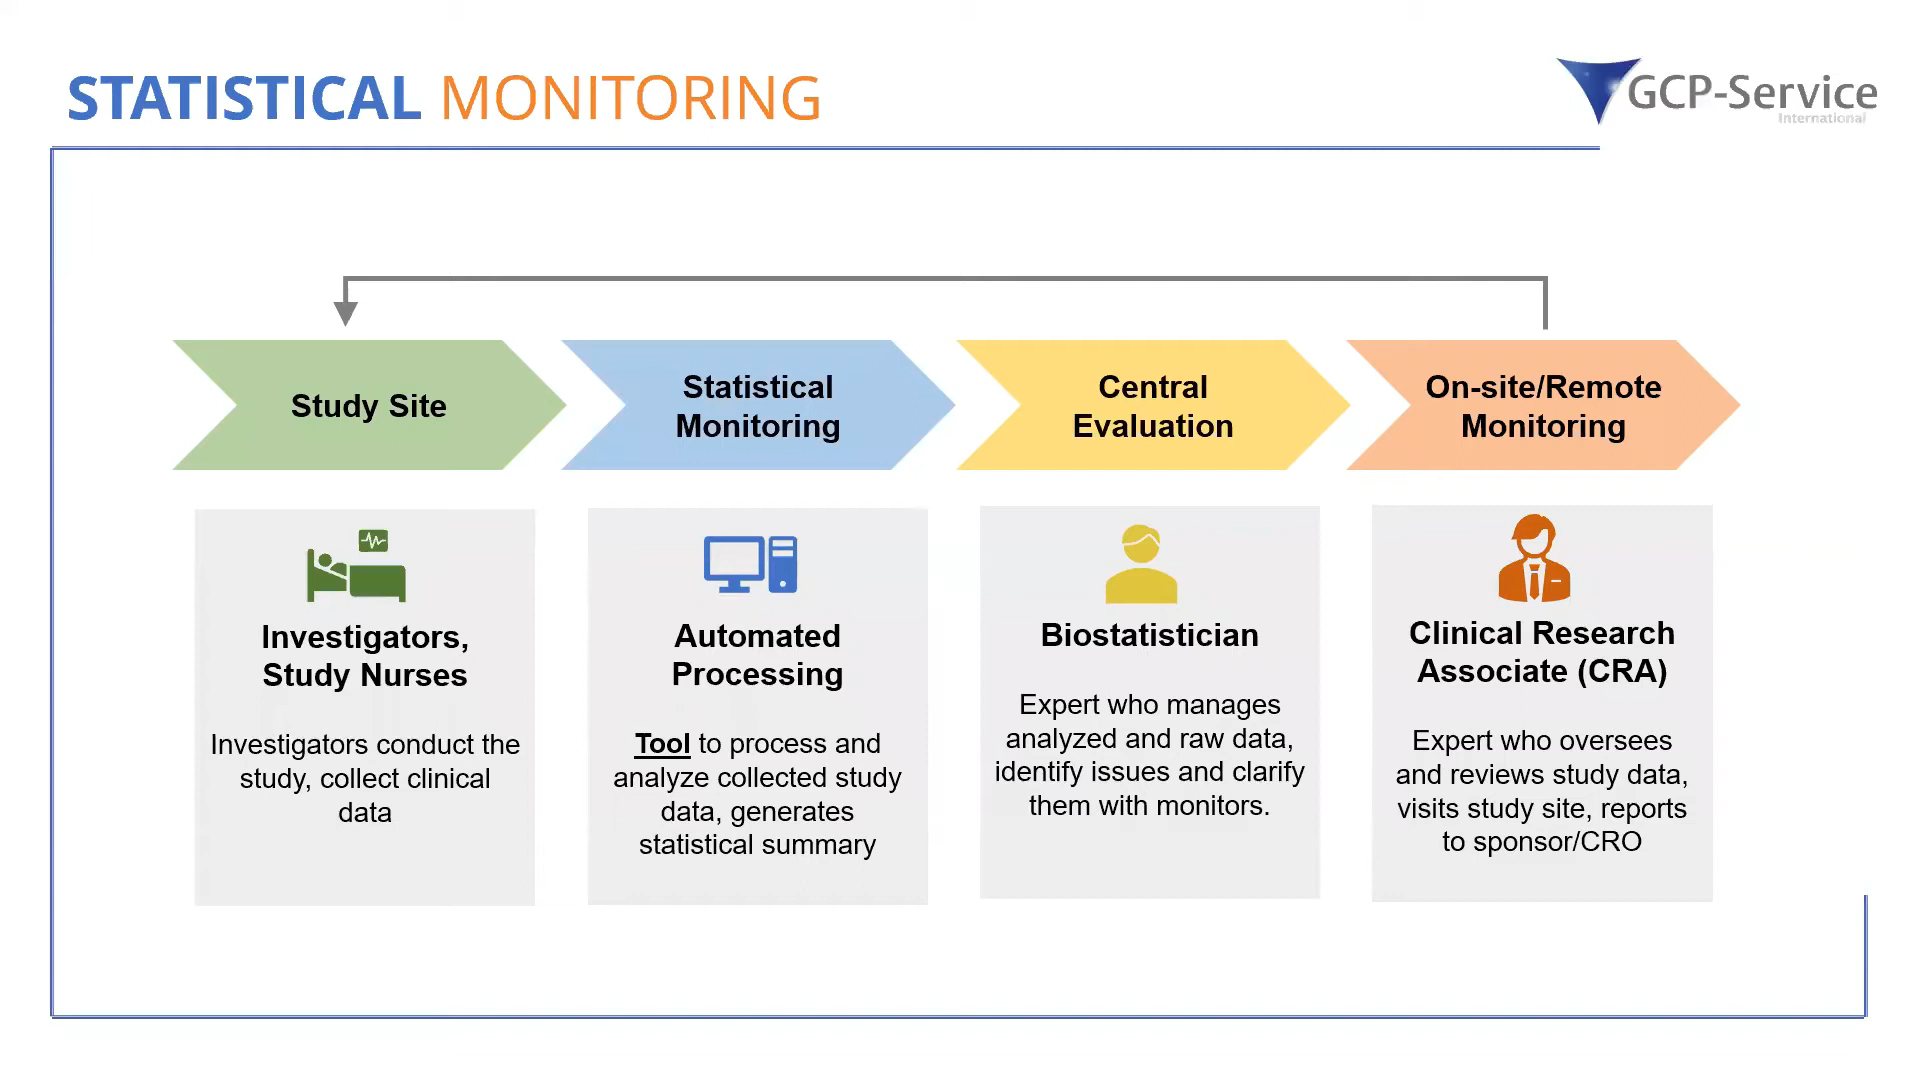 STATISTICAL MONITORING
GCP-Service
International
Study Site
Statistical
Monitoring
Central
Evaluation
On-site/Remote
Monitoring
Investigators,
Study Nurses
Investigators conduct the
study, collect clinical
data
Automated
Processing
Tool to process and
analyze collected study
data, generates
statistical summary
Biostatistician
Expert who manages
analyzed and raw data,
identify issues and clarify
them with monitors.
Clinical Research
Associate (CRA)
Expert who oversees
and reviews study data,
visits study site, reports
to sponsor/CRO